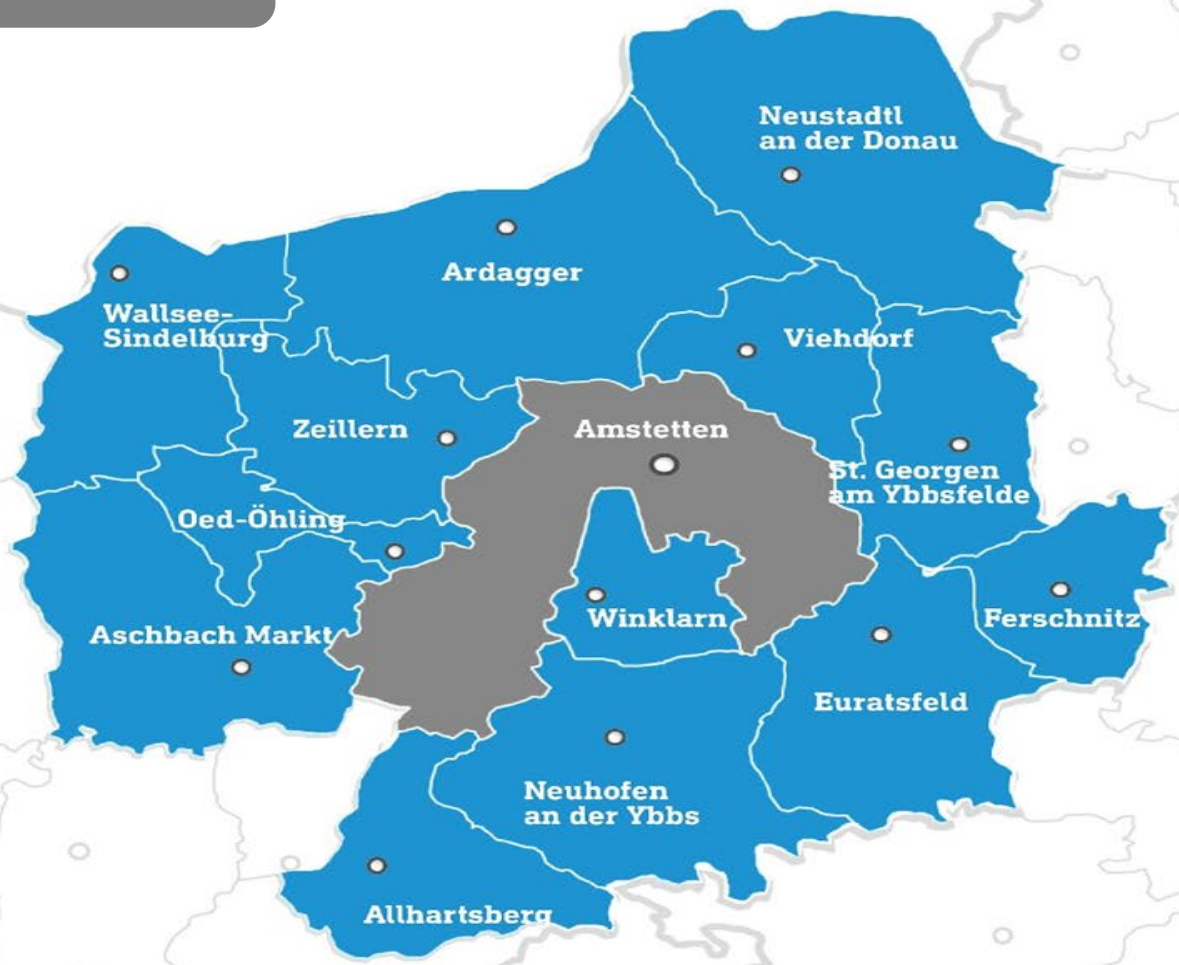 Neustadtl
an der Donau
Ardagger
Wallsee-
Sindelburg
Viehdorf
Zeillern
Amstetten
St. Georgen
am Ybbsfelde
Oed-Öhling
Winklarn
Ferschnitz
Aschbach Markt
Euratsfeld
Neuhofen
an der Ybbs
Allhartsberg